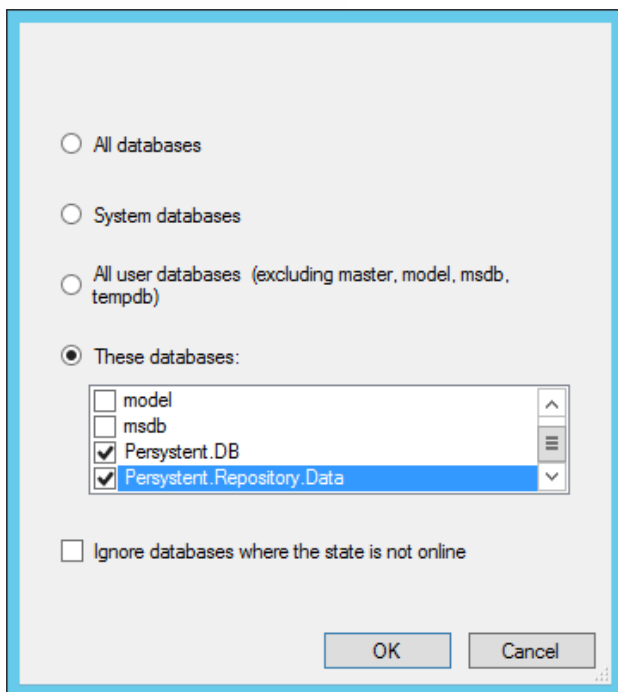 All databases
System databases
All user databases  (excluding master, model, msdb,
tempdb)
These databases:
model
msdb
Persystent.DB
Persystent.Repository.Data
Ignore databases where the state is not online
OK
Cancel